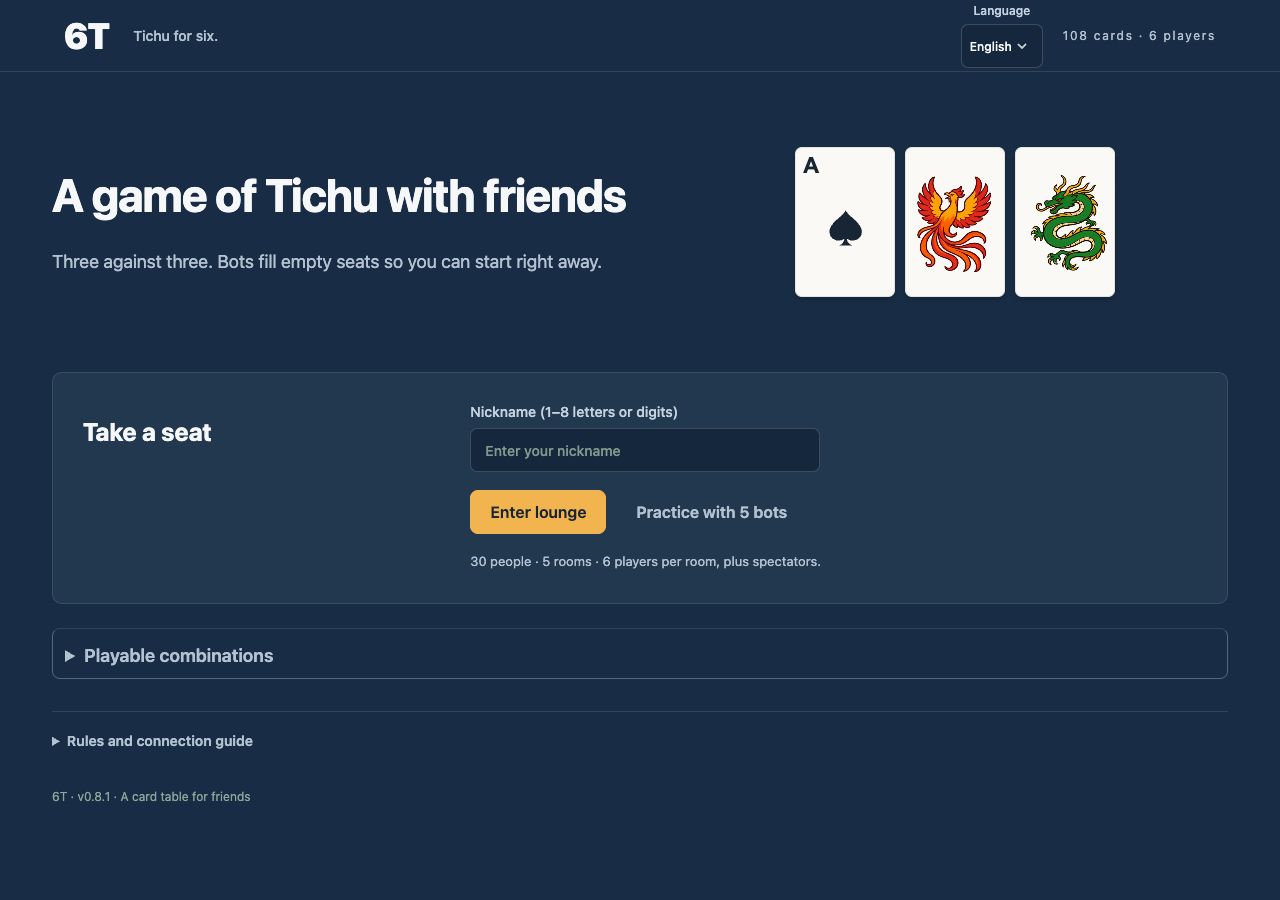 6T
Tichu for six.
Language
English
108 cards · 6 players
A game of Tichu with friends
Three against three. Bots fill empty seats so you can start right away.
A
Take a seat
Nickname (1–8 letters or digits)
Enter your nickname
Enter lounge
Practice with 5 bots
30 people · 5 rooms · 6 players per room, plus spectators.
Playable combinations
Rules and connection guide
6T · v0.8.1 · A card table for friends